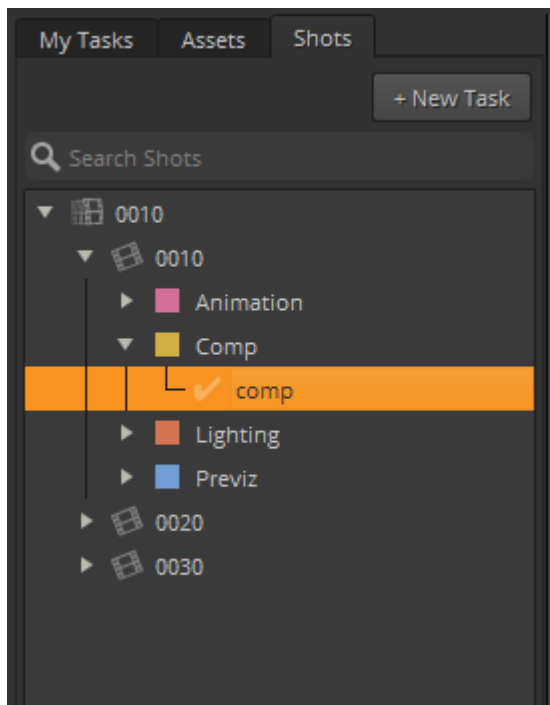 My Tasks Assets Shots
+ New Task
Search Shots
0010
0010
Animation
Comp
comp
Lighting
Previz
0020
0030